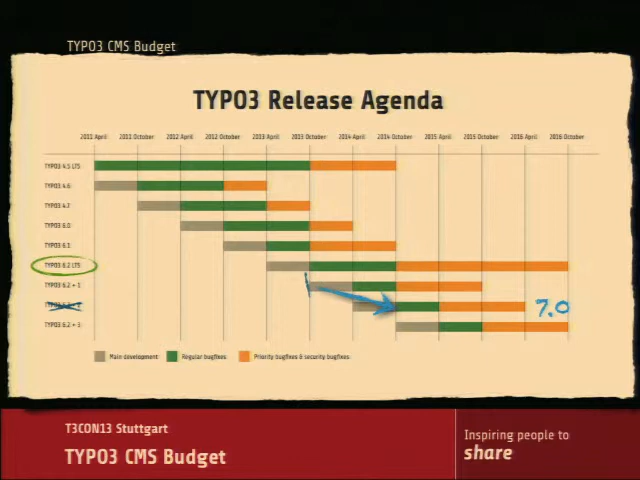 TYPO3 CMS Budget
TYPO3 Release Agenda
2011 April 2011 October 2012 April 2012 October 2013 April 2013 October 2014 April 2014 October 2015 April 2015 October 2016 April 2016 October
TYPO3 4.5 LTS
TYPO3 4.6
TYPO3 4.7
TYPO3 6.0
TYPO3 6.1
TYPO3 6.2 LTS
TYPO3 6.2 + 1
7.0
TYPO3 6.2 + 3
Main development Regular bugfixes Priority bugfixes & security bugfixes
T3CON13 Stuttgart
TYPO3 CMS Budget
Inspiring people to
share